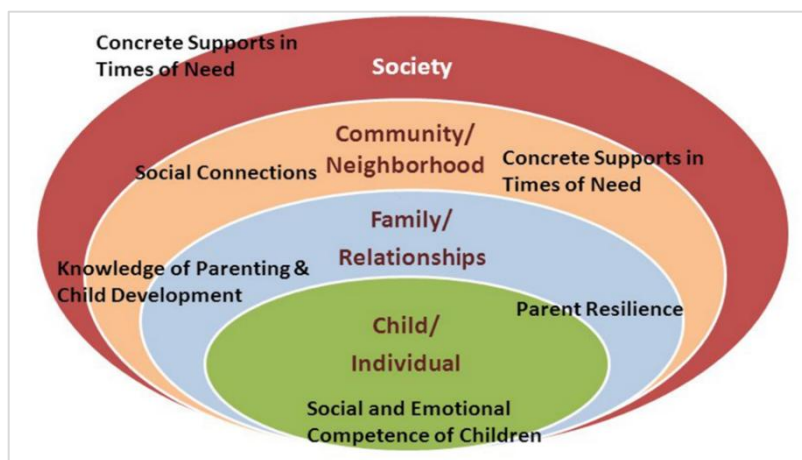 Concrete Supports in
Times of Need
Society
Community/
Neighborhood
Social Connections
Concrete Supports in
Times of Need
Family/
Relationships
Knowledge of Parenting &
Child Development
Parent Resilience
Child/
Individual
Social and Emotional
Competence of Children